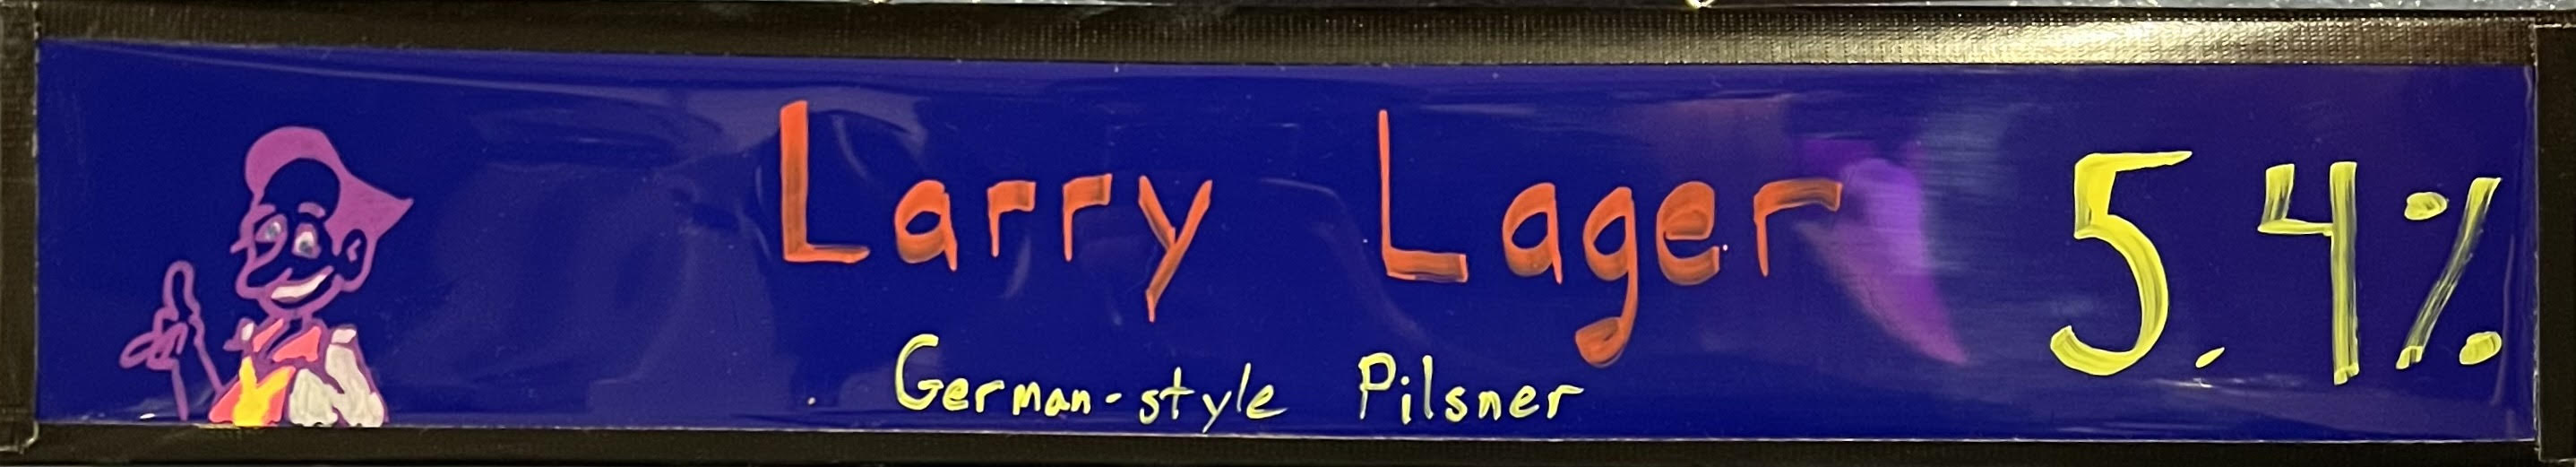 Larry Lager 5.4%
German-style Pilsner